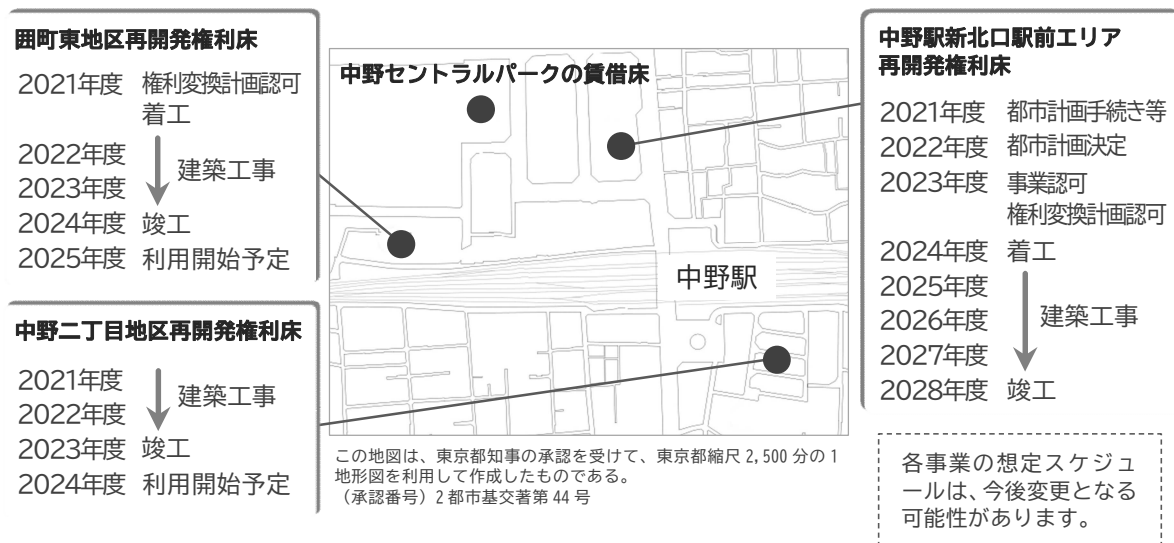 囲町東地区再開発権利床
2021年度 権利変換計画認可
着工
2022年度
2023年度
建築工事
2024年度 竣工
2025年度 利用開始予定
中野二丁目地区再開発権利床
2021年度
2022年度
建築工事
2023年度 竣工
2024年度 利用開始予定
中野セントラルパークの賃借床
中野駅
この地図は、東京都知事の承認を受けて、東京都縮尺 2,500 分の 1
地形図を利用して作成したものである。
（承認番号）2 都市基交著第 44 号
中野駅新北口駅前エリア
再開発権利床
2021年度 都市計画手続き等
2022年度 都市計画決定
2023年度 事業認可
権利変換計画認可
2024年度 着工
2025年度
2026年度
建築工事
2027年度
2028年度 竣工
各事業の想定スケジュ
ールは、今後変更となる
可能性があります。